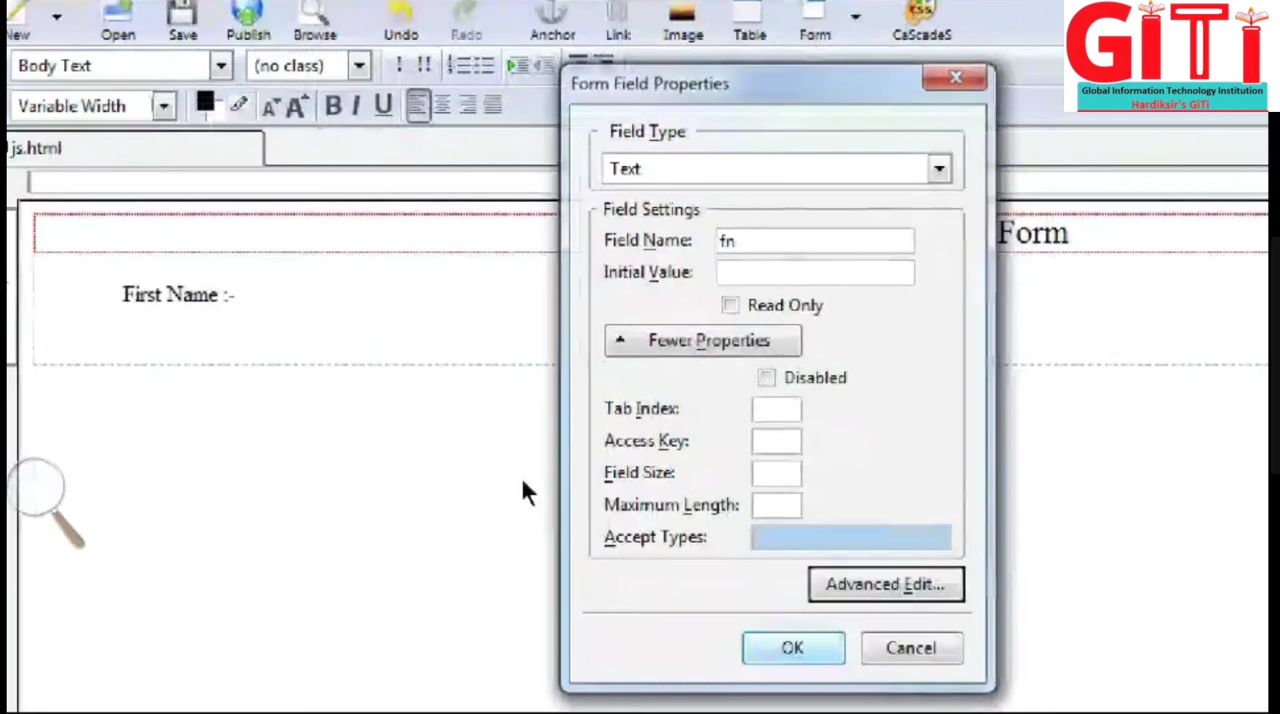 New Open Save Publish Browse Undo Redo Anchor Link Image Table Form CaScadeS
GiTi
Global Information Technology Institution
Hardiksir's GiTi
Body Text (no class) ! !!
Variable Width A A B I U
js.html
Form Field Properties
Field Type
Text
Field Settings
Field Name: fn
Initial Value:
Read Only
Fewer Properties
Disabled
Tab Index:
Access Key:
Field Size:
Maximum Length:
Accept Types:
Advanced Edit...
OK Cancel
Form
First Name :-